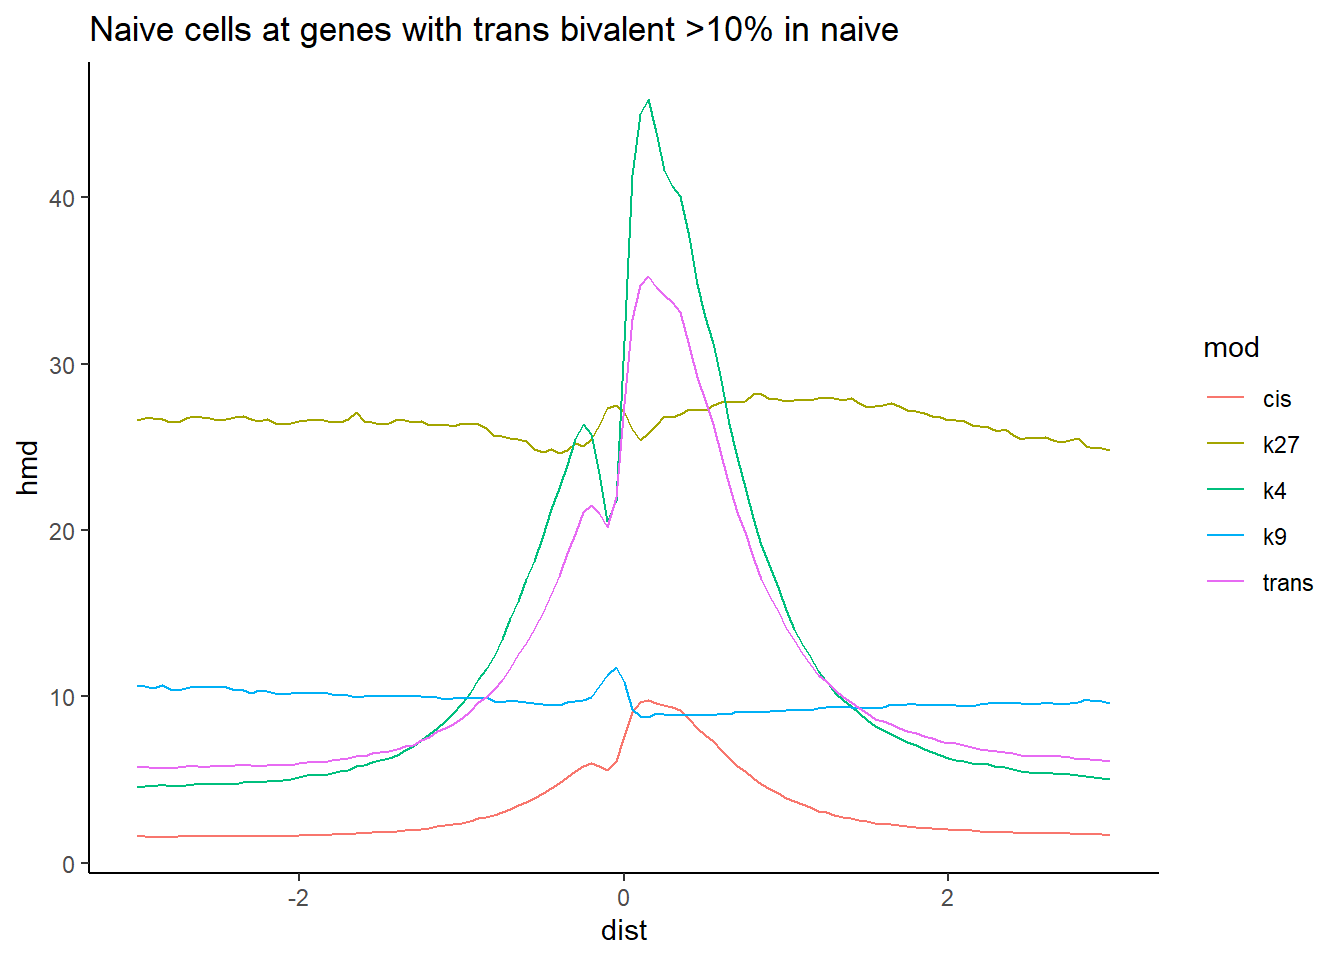 Naive cells at genes with trans bivalent >10% in naive
hmd
40
30
20
10
0
-2
0
2
dist
mod
cis
k27
k4
k9
trans